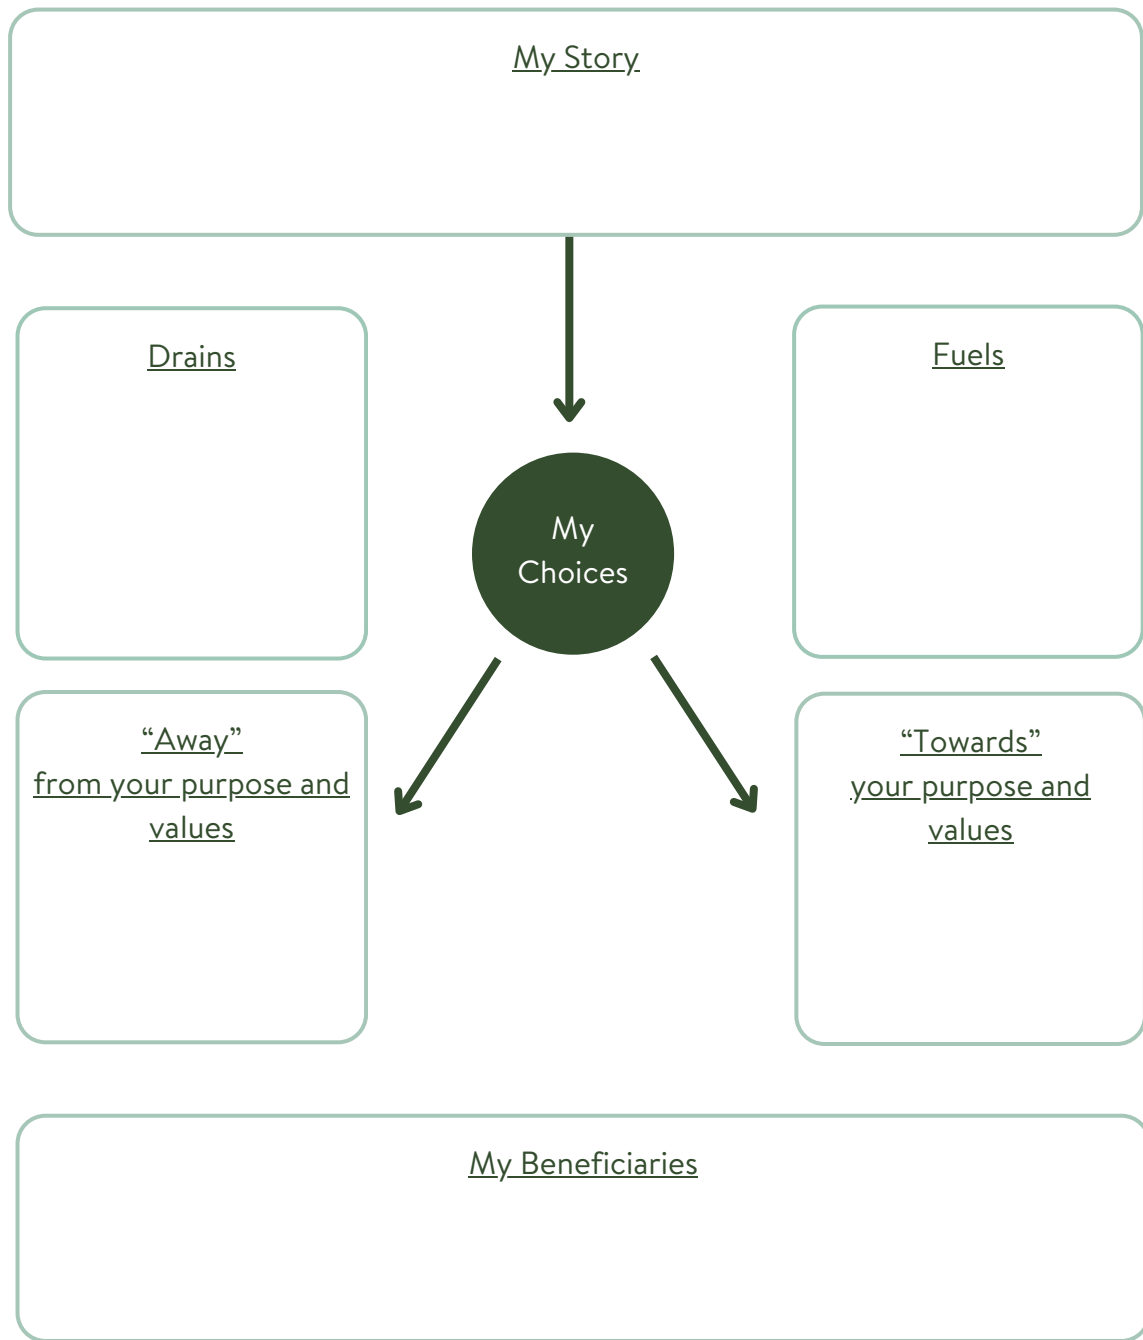 My Story
Drains
Fuels
My
Choices
“Away”
from your purpose and
values
“Towards”
your purpose and
values
My Beneficiaries